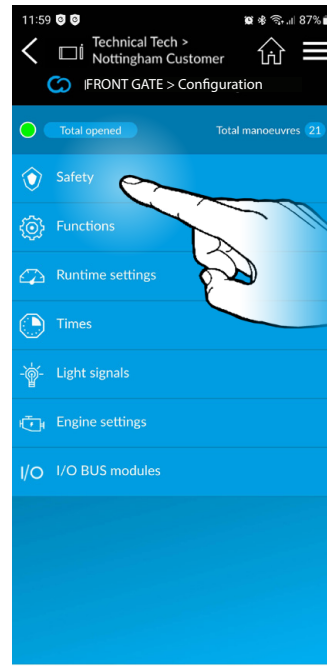 11:59 87%
Technical Tech >
Nottingham Customer
FRONT GATE > Configuration
Total opened Total manoeuvres 21
Safety
Functions
Runtime settings
Times
Light signals
Engine settings
I/O I/O BUS modules